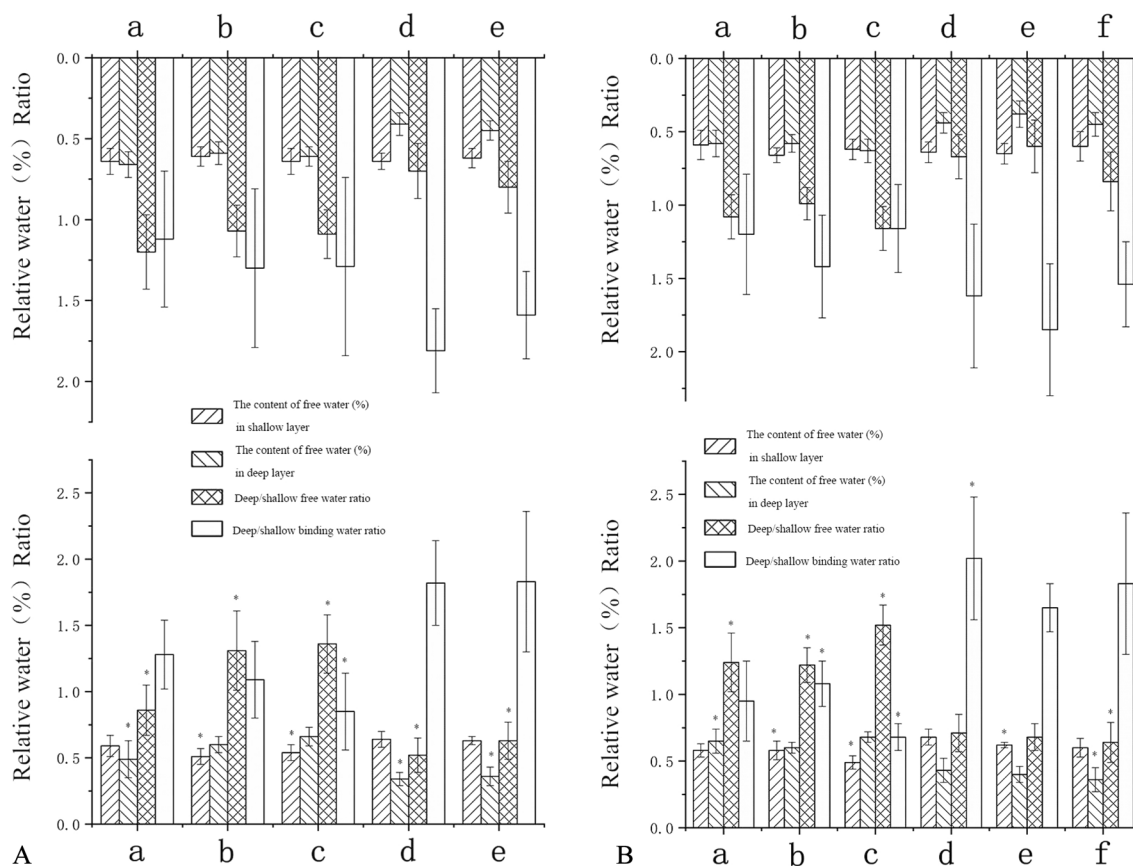 a b c d e
0.0
0.5
1.0
1.5
2.0
Relative water (%) Ratio
The content of free water (%)
in shallow layer
The content of free water (%)
in deep layer
Deep/shallow free water ratio
Deep/shallow binding water ratio
2.5
2.0
1.5
1.0
0.5
0.0
Relative water (%) Ratio
* * * * * * * * * * *
a b c d e
A
a b c d e f
0.0
0.5
1.0
1.5
2.0
Relative water (%) Ratio
The content of free water (%)
in shallow layer
The content of free water (%)
in deep layer
Deep/shallow free water ratio
Deep/shallow binding water ratio
2.5
2.0
1.5
1.0
0.5
0.0
Relative water (%) Ratio
* * * * * * * * * * * *
a b c d e f
B